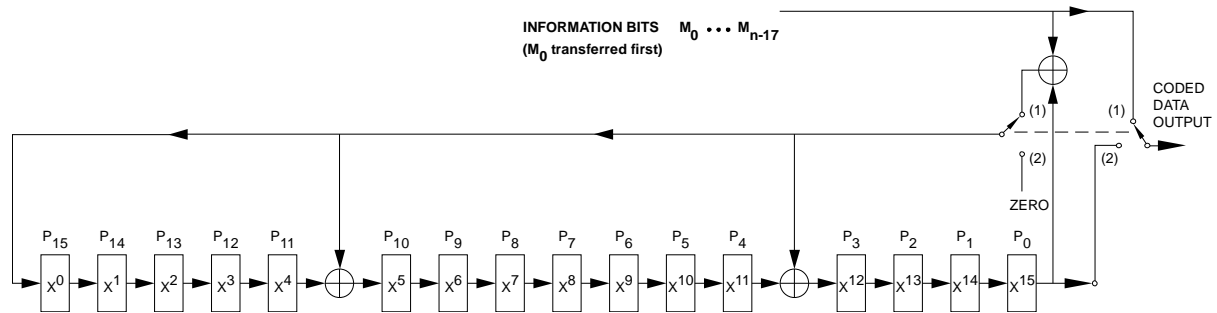 INFORMATION BITS M₀ • • • Mₙ₋₁₇
(M₀ transferred first)
CODED
DATA
OUTPUT
(1)
(1)
(2)
(2)
ZERO
P₁₅ P₁₄ P₁₃ P₁₂ P₁₁ P₁₀ P₉ P₈ P₇ P₆ P₅ P₄ P₃ P₂ P₁ P₀
X⁰ X¹ X² X³ X⁴ X⁵ X⁶ X⁷ X⁸ X⁹ X¹⁰ X¹¹ X¹² X¹³ X¹⁴ X¹⁵